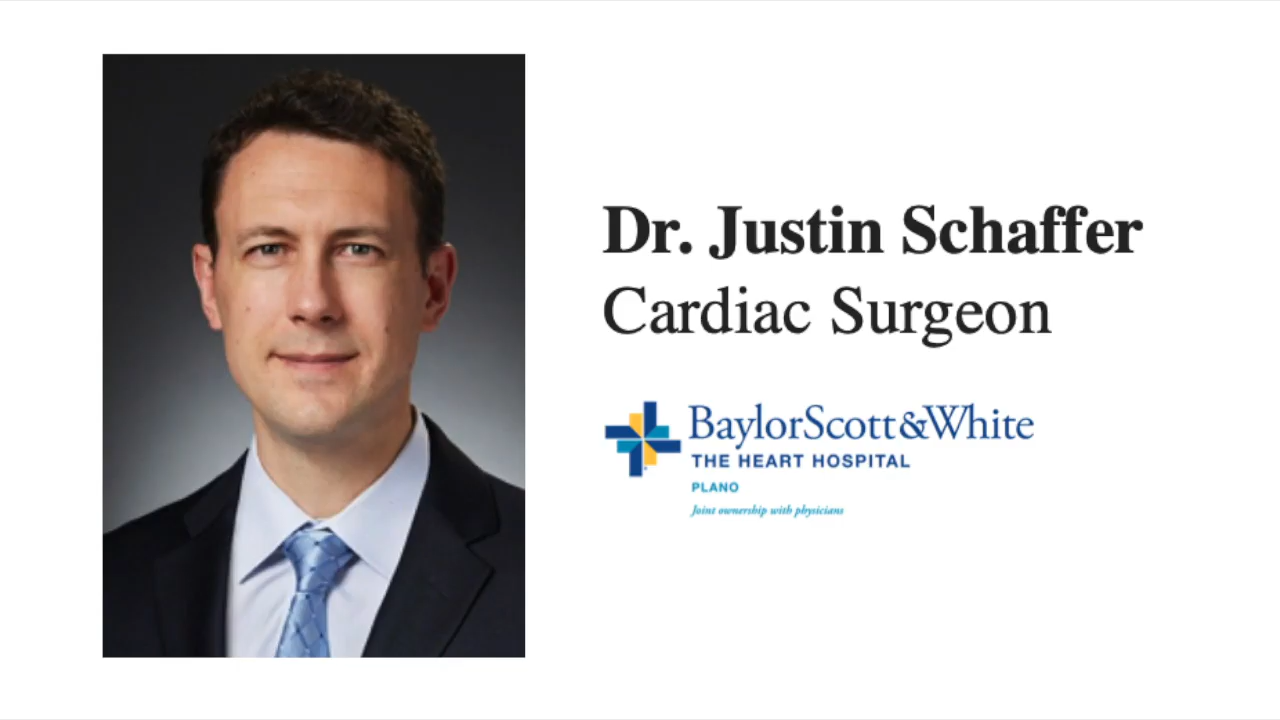 Dr. Justin Schaffer
Cardiac Surgeon
BaylorScott&White
THE HEART HOSPITAL
PLANO
Joint ownership with physicians